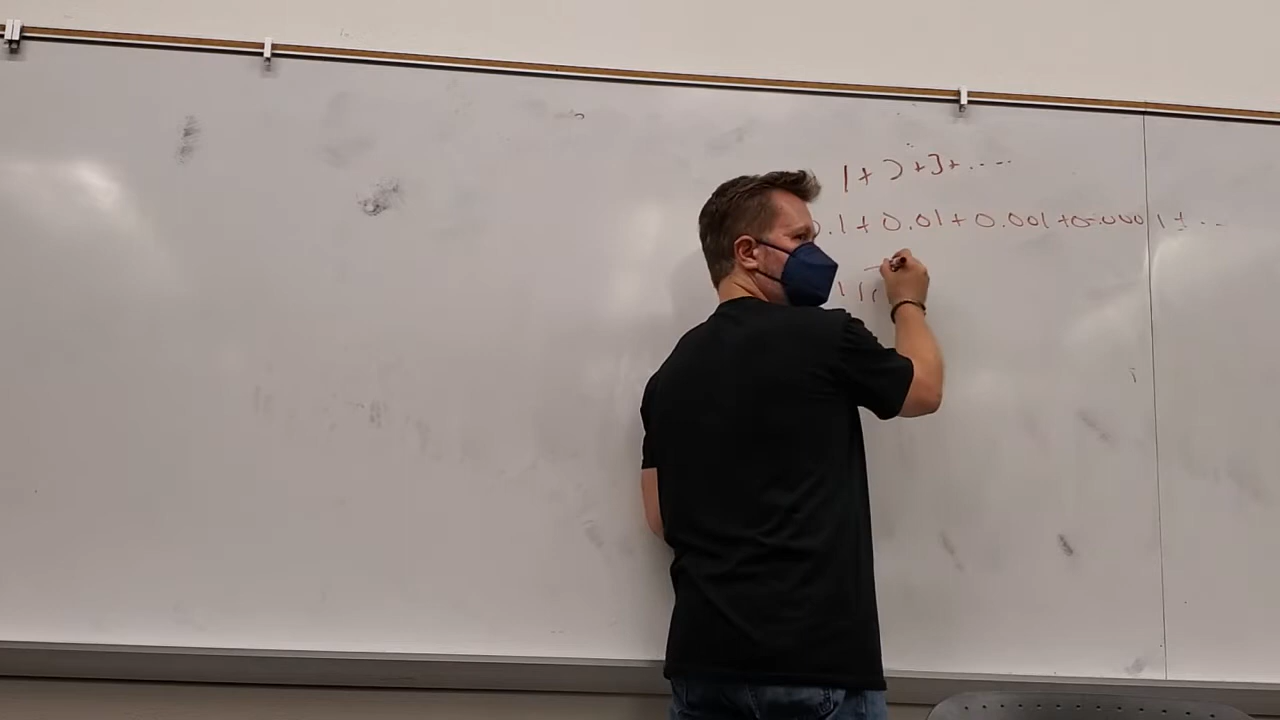 1 + 2 + 3 + ....
0.1 + 0.01 + 0.001 + 0.0001 + ...